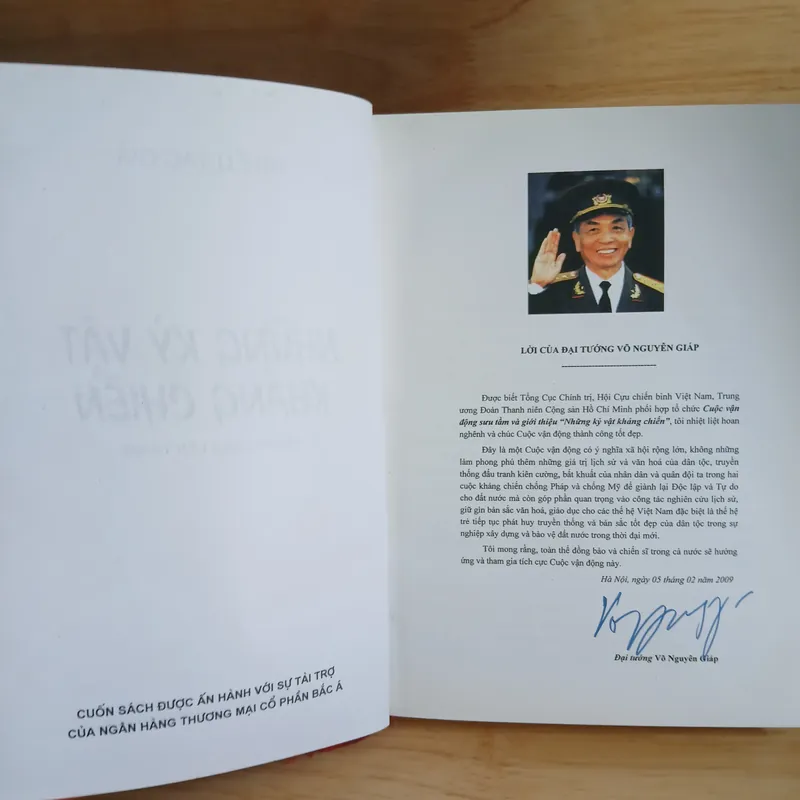 CUỐN SÁCH ĐƯỢC ẤN HÀNH VỚI SỰ TÀI TRỢ
CỦA NGÂN HÀNG THƯƠNG MẠI CỔ PHẦN BẮC Á
LỜI CỦA ĐẠI TƯỚNG VÕ NGUYÊN GIÁP
Được biết Tổng Cục Chính trị, Hội Cựu chiến binh Việt Nam, Trung
ương Đoàn Thanh niên Cộng sản Hồ Chí Minh phối hợp tổ chức Cuộc vận
động sưu tầm và giới thiệu “Những kỷ vật kháng chiến”, tôi nhiệt liệt hoan
nghênh và chúc Cuộc vận động thành công tốt đẹp.
Đây là một Cuộc vận động có ý nghĩa xã hội rộng lớn, không những
làm phong phú thêm những giá trị lịch sử và văn hoá của dân tộc, truyền
thống đấu tranh kiên cường, bất khuất của nhân dân và quân đội ta trong hai
cuộc kháng chiến chống Pháp và chống Mỹ để giành lại Độc lập và Tự do
cho đất nước mà còn góp phần quan trọng vào công tác nghiên cứu lịch sử,
giữ gìn bản sắc văn hoá, giáo dục cho các thế hệ Việt Nam đặc biệt là thế hệ
trẻ tiếp tục phát huy truyền thống và bản sắc tốt đẹp của dân tộc trong sự
nghiệp xây dựng và bảo vệ đất nước trong thời đại mới.
Tôi mong rằng, toàn thể đồng bào và chiến sĩ trong cả nước sẽ hưởng
ứng và tham gia tích cực Cuộc vận động này.
Hà Nội, ngày 05 tháng 02 năm 2009
Đại tướng Võ Nguyên Giáp